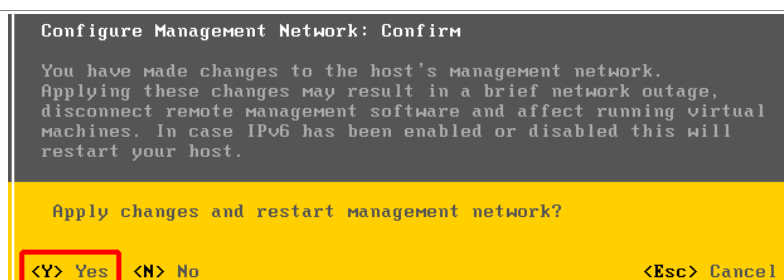 Configure Management Network: Confirm
You have made changes to the host's management network.
Applying these changes may result in a brief network outage,
disconnect remote management software and affect running virtual
machines. In case IPv6 has been enabled or disabled this will
restart your host.
Apply changes and restart management network?
<Y> Yes <N> No <Esc> Cancel